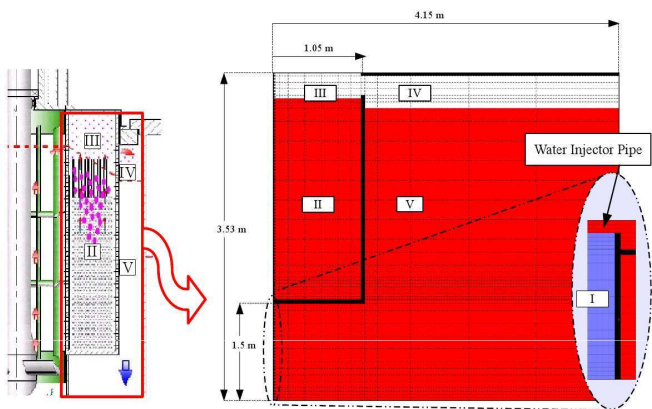 4.15 m
1.05 m
III
IV
III
IV
II
V
Water Injector Pipe
II
V
3.53 m
I
1.5 m